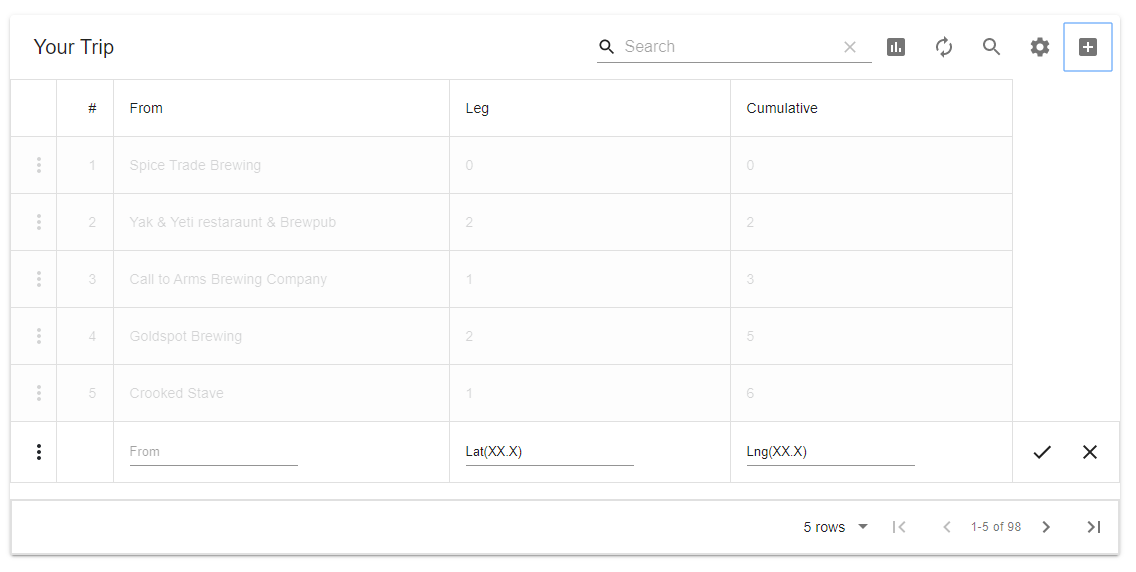 Your Trip Search
# From Leg Cumulative
1 Spice Trade Brewing 0 0
2 Yak & Yeti restaraunt & Brewpub 2 2
3 Call to Arms Brewing Company 1 3
4 Goldspot Brewing 2 5
5 Crooked Stave 1 6
From Lat(XX.X) Lng(XX.X)
5 rows 1-5 of 98